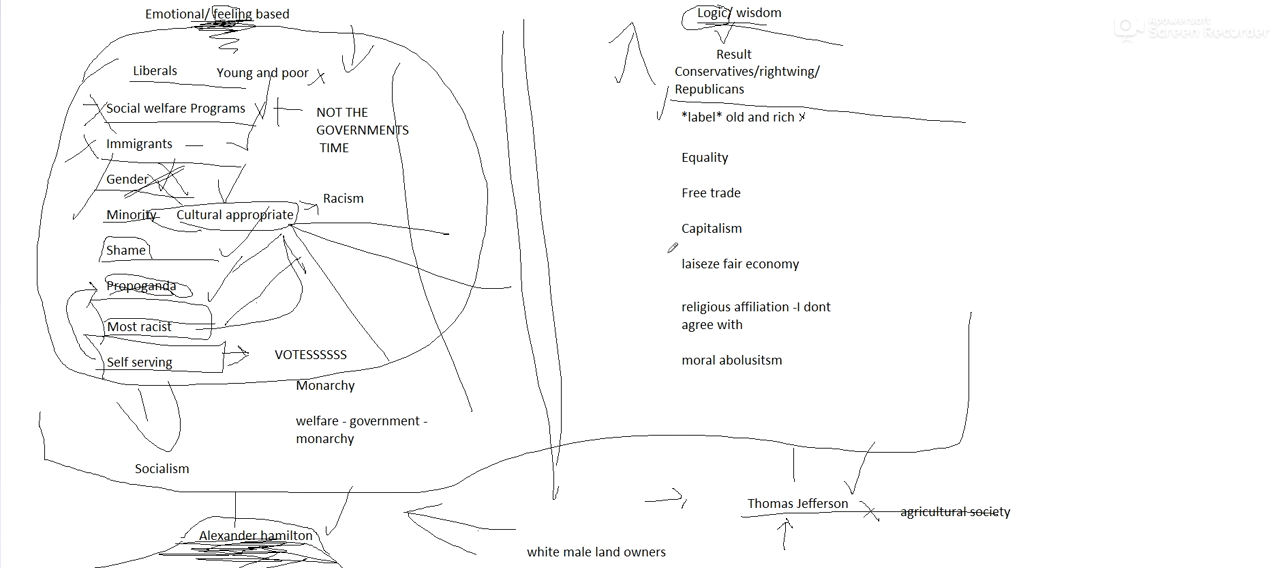 Emotional/ feeling based
Liberals
Young and poor
Social welfare Programs
NOT THE
GOVERNMENTS
TIME
Immigrants
Gender
Racism
Minority
Cultural appropriate
Shame
Propoganda
Most racist
Self serving
VOTESSSSSS
Monarchy
welfare - government -
monarchy
Socialism
Alexander hamilton
Logic/ wisdom
Result
Conservatives/rightwing/
Republicans
*label* old and rich
Equality
Free trade
Capitalism
laiseze fair economy
religious affiliation -I dont
agree with
moral abolusitsm
Thomas Jefferson
agricultural society
white male land owners
Apowersoft
Screen Recorder